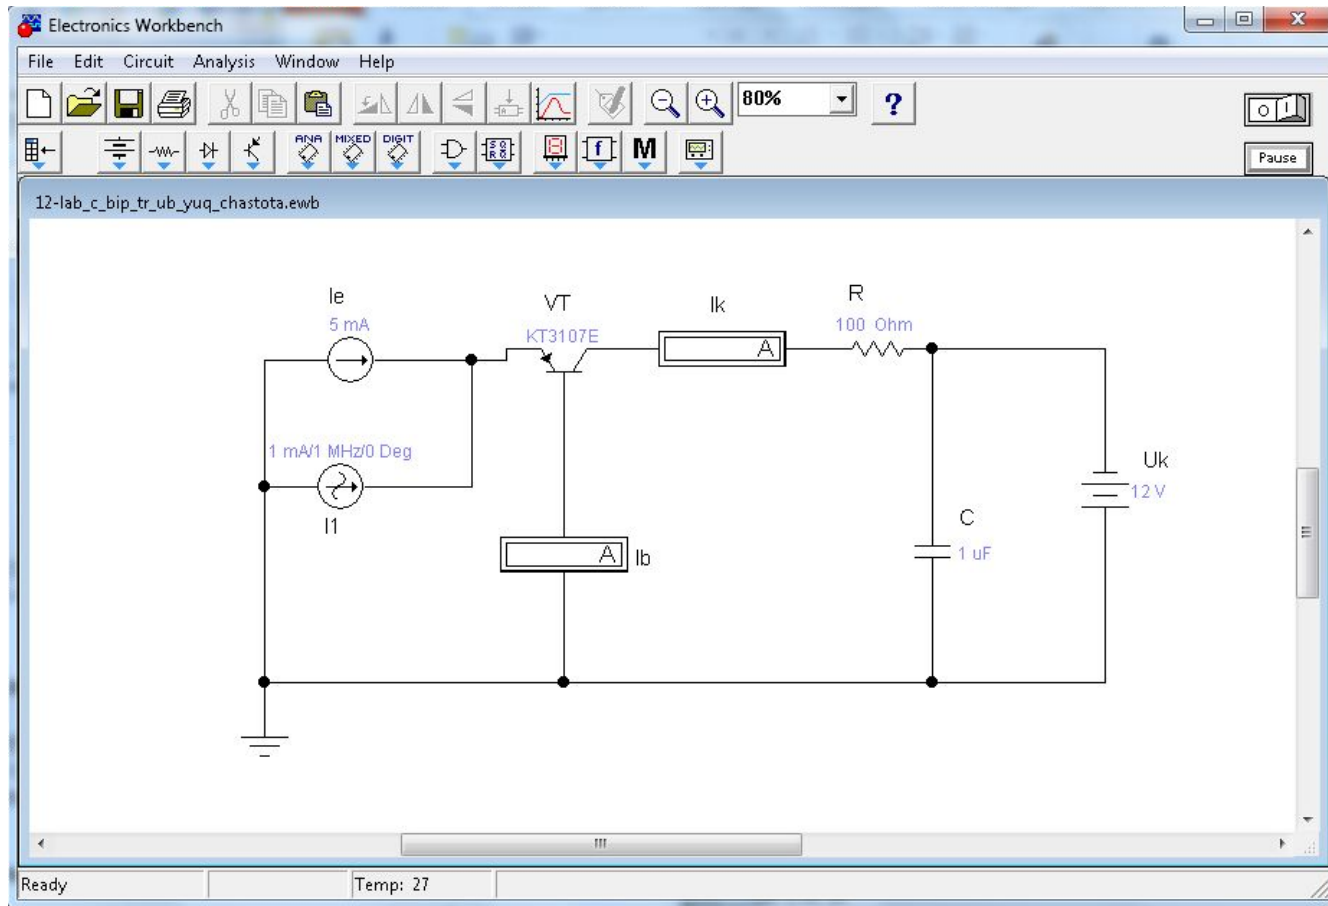 Electronics Workbench
File Edit Circuit Analysis Window Help
80%
?
O I
ANA MIXED DIGIT
M
Pause
12-lab_c_bip_tr_ub_yuq_chastota.ewb
Ie
5 mA
VT
KT3107E
Ik
A
R
100 Ohm
1 mA/1 MHz/0 Deg
I1
A
Ib
C
1 uF
Uk
12 V
Ready
Temp: 27